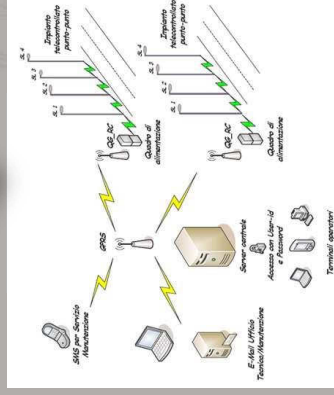 SMS per Servizio
Manutenzione
GPRS
E-Mail Ufficio
Tecnico/Manutenzione
Server centrale
Accesso con User-id
e Password
Terminali operatori
QG_RC
Quadro di
alimentazione
SL 1
SL 2
SL 3
SL 4
Impianto
telecontrollato
punto-punto
QG_RC
Quadro di
alimentazione
SL 1
SL 2
SL 3
SL 4
Impianto
telecontrollato
punto-punto